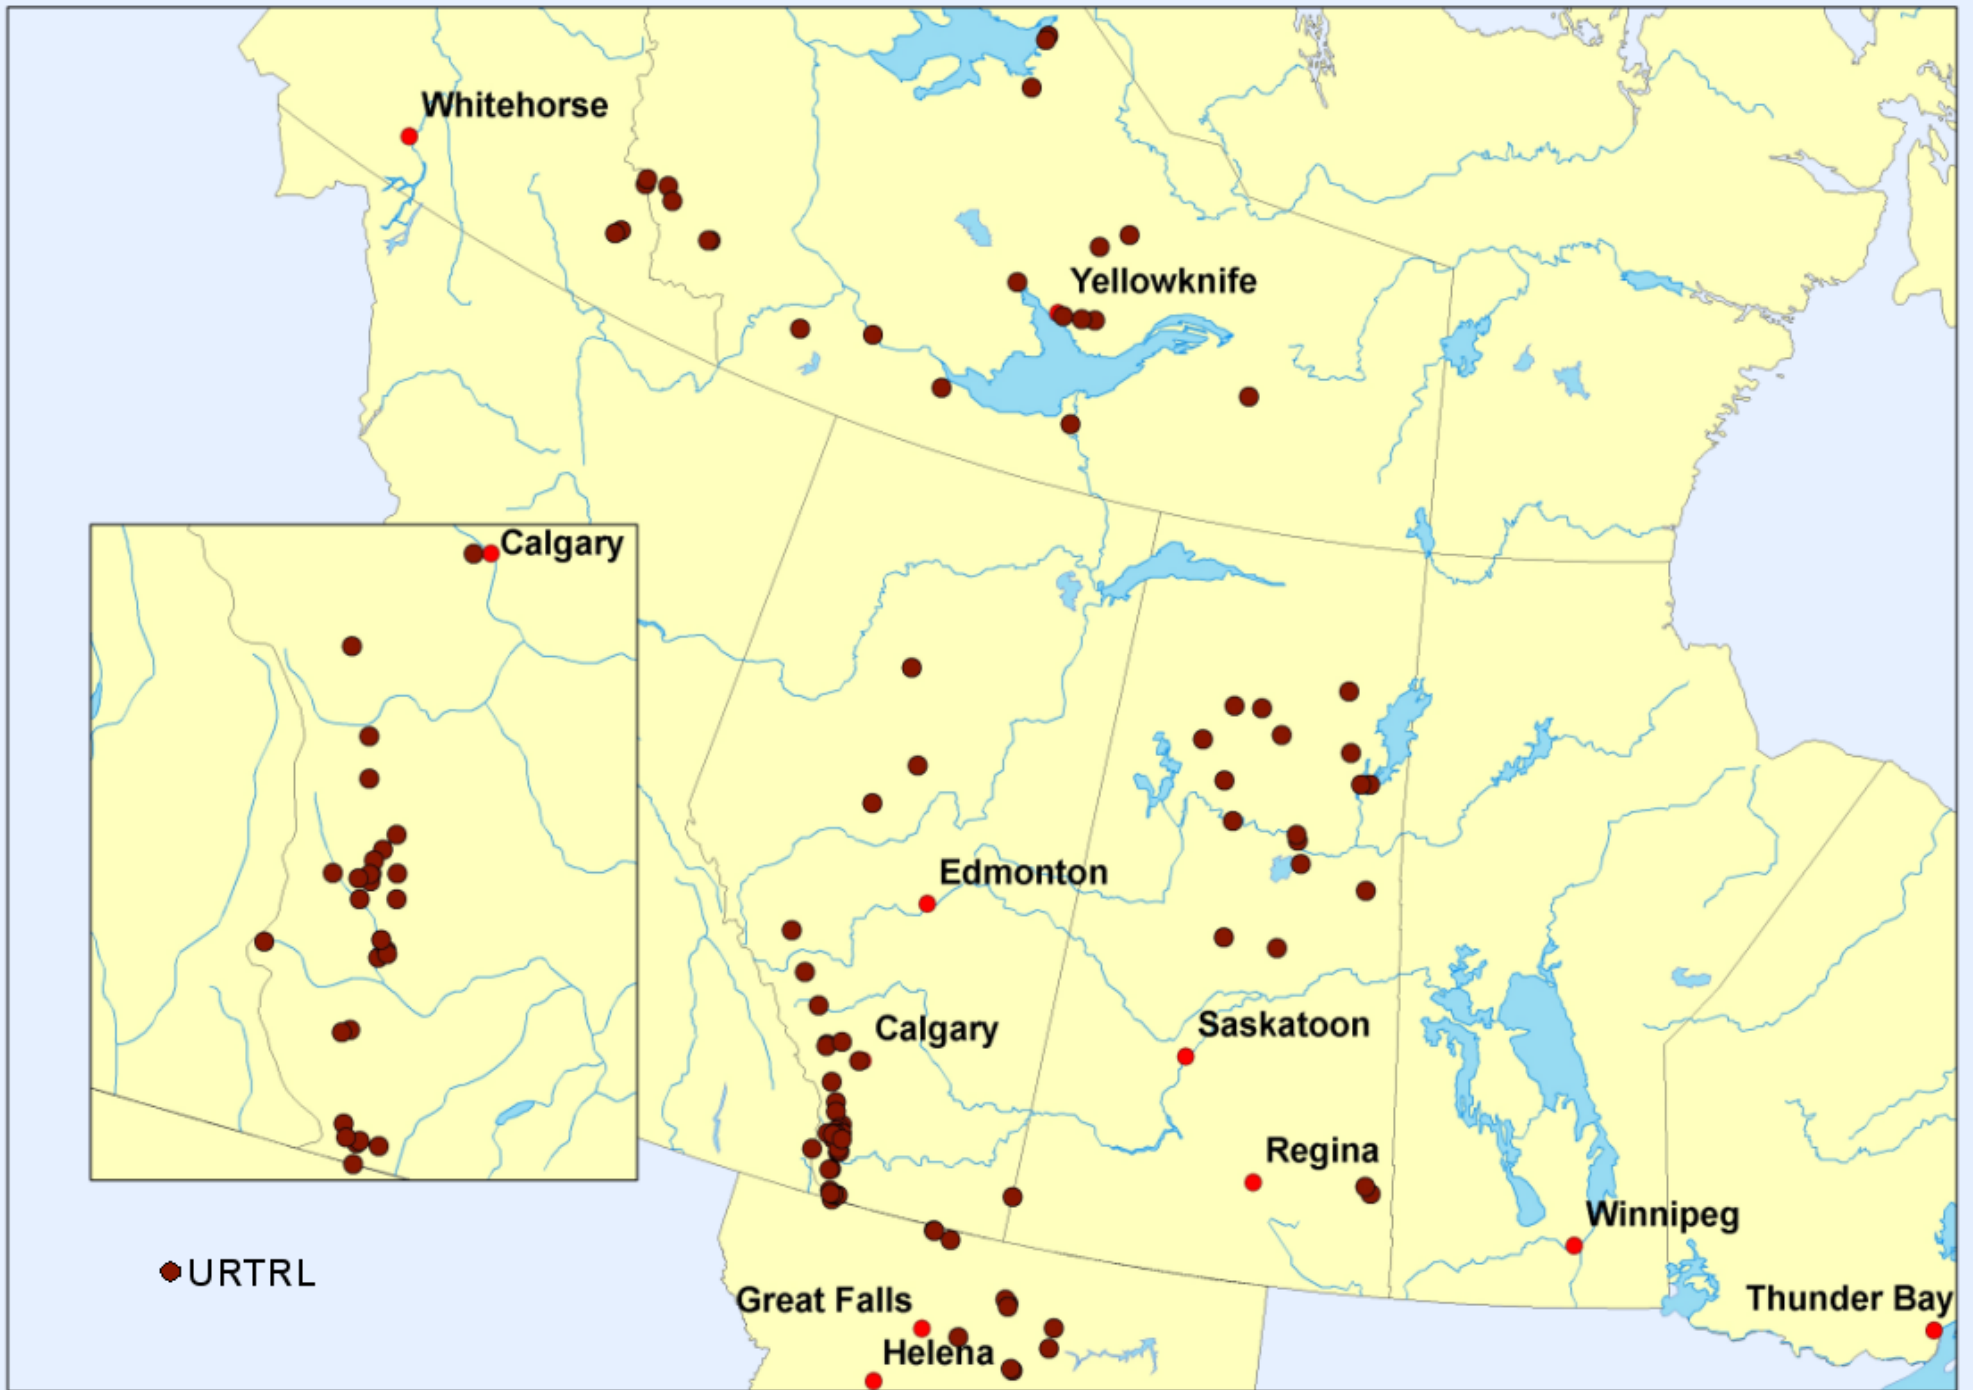 Whitehorse
Yellowknife
Calgary
Edmonton
Calgary
Saskatoon
Regina
Winnipeg
URTRL
Great Falls
Thunder Bay
Helena